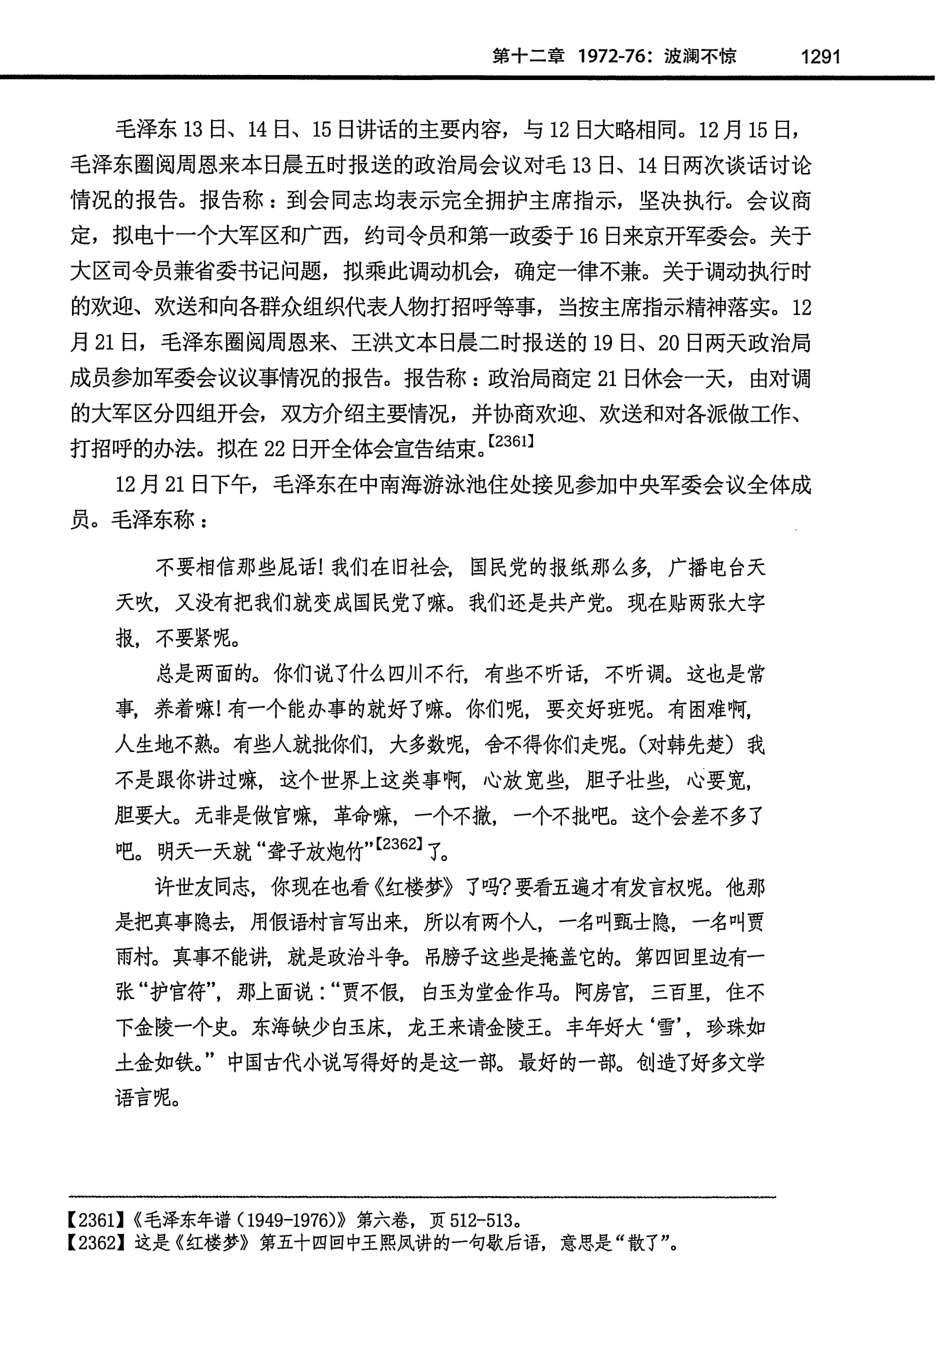 第十二章 1972-76：波澜不惊 1291
毛泽东 13 日、14 日、15 日讲话的主要内容，与 12 日大略相同。12 月 15 日，
毛泽东圈阅周恩来本日晨五时报送的政治局会议对毛 13 日、14 日两次谈话讨论
情况的报告。报告称：到会同志均表示完全拥护主席指示，坚决执行。会议商
定，拟电十一个大军区和广西，约司令员和第一政委于 16 日来京开军委会。关于
大区司令员兼省委书记问题，拟乘此调动机会，确定一律不兼。关于调动执行时
的欢迎、欢送和向各群众组织代表人物打招呼等事，当按主席指示精神落实。12
月 21 日，毛泽东圈阅周恩来、王洪文本日晨二时报送的 19 日、20 日两天政治局
成员参加军委会议议事情况的报告。报告称：政治局商定 21 日休会一天，由对调
的大军区分四组开会，双方介绍主要情况，并协商欢迎、欢送和对各派做工作、
打招呼的办法。拟在 22 日开全体会宣告结束。【2361】
12 月 21 日下午，毛泽东在中南海游泳池住处接见参加中央军委会议全体成
员。毛泽东称：
不要相信那些屁话！我们在旧社会，国民党的报纸那么多，广播电台天
天吹，又没有把我们就变成国民党了嘛。我们还是共产党。现在贴两张大字
报，不要紧呢。
总是两面的。你们说了什么四川不行，有些不听话，不听调。这也是常
事，养着嘛！有一个能办事的就好了嘛。你们呢，要交好班呢。有困难啊，
人生地不熟。有些人就批你们，大多数呢，舍不得你们走呢。（对韩先楚）我
不是跟你讲过嘛，这个世界上这类事啊，心放宽些，胆子壮些，心要宽，
胆要大。无非是做官嘛，革命嘛，一个不撤，一个不批吧。这个会差不多了
吧。明天一天就“聋子放炮竹”【2362】了。
许世友同志，你现在也看《红楼梦》了吗？要看五遍才有发言权呢。他那
是把真事隐去，用假语村言写出来，所以有两个人，一名叫甄士隐，一名叫贾
雨村。真事不能讲，就是政治斗争。吊膀子这些是掩盖它的。第四回里边有一
张“护官符”，那上面说：“贾不假，白玉为堂金作马。阿房宫，三百里，住不
下金陵一个史。东海缺少白玉床，龙王来请金陵王。丰年好大‘雪’，珍珠如
土金如铁。”中国古代小说写得好的是这一部。最好的一部。创造了好多文学
语言呢。
【2361】《毛泽东年谱（1949-1976）》第六卷，页 512-513。
【2362】这是《红楼梦》第五十四回中王熙凤讲的一句歇后语，意思是“散了”。